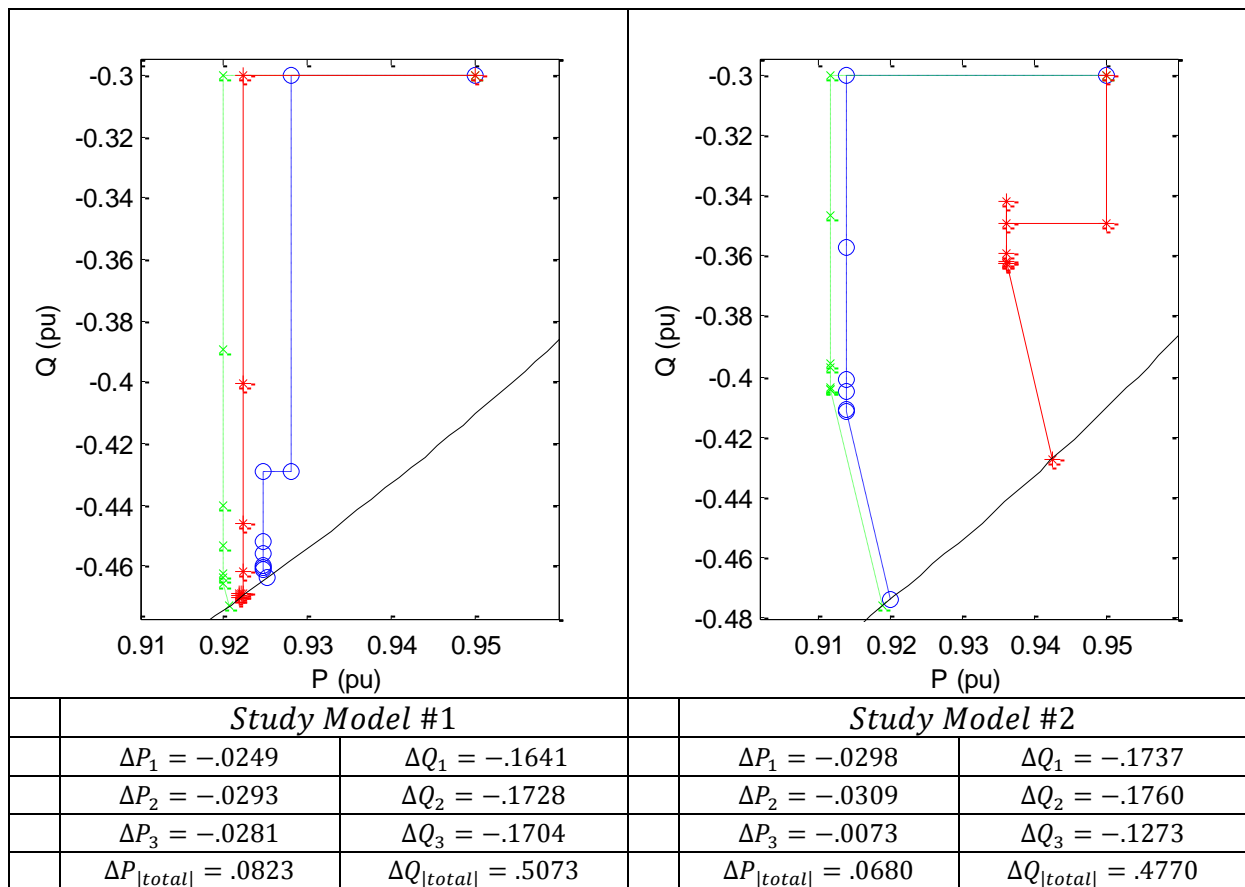 -0.3
-0.32
-0.34
-0.36
-0.38
-0.4
-0.42
-0.44
-0.46
Q (pu)
0.91 0.92 0.93 0.94 0.95
P (pu)
-0.3
-0.32
-0.34
-0.36
-0.38
-0.4
-0.42
-0.44
-0.46
-0.48
Q (pu)
0.91 0.92 0.93 0.94 0.95
P (pu)
Study Model #1 Study Model #2
ΔP₁ = −.0249 ΔQ₁ = −.1641 ΔP₁ = −.0298 ΔQ₁ = −.1737
ΔP₂ = −.0293 ΔQ₂ = −.1728 ΔP₂ = −.0309 ΔQ₂ = −.1760
ΔP₃ = −.0281 ΔQ₃ = −.1704 ΔP₃ = −.0073 ΔQ₃ = −.1273
ΔP|total| = .0823 ΔQ|total| = .5073 ΔP|total| = .0680 ΔQ|total| = .4770